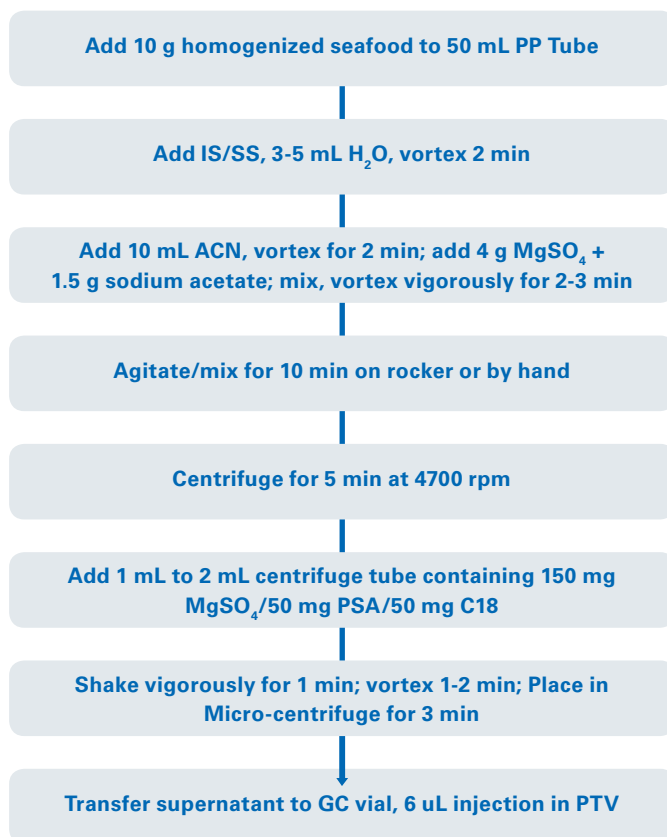 Add 10 g homogenized seafood to 50 mL PP Tube
Add IS/SS, 3-5 mL H₂O, vortex 2 min
Add 10 mL ACN, vortex for 2 min; add 4 g MgSO₄ +
1.5 g sodium acetate; mix, vortex vigorously for 2-3 min
Agitate/mix for 10 min on rocker or by hand
Centrifuge for 5 min at 4700 rpm
Add 1 mL to 2 mL centrifuge tube containing 150 mg
MgSO₄/50 mg PSA/50 mg C18
Shake vigorously for 1 min; vortex 1-2 min; Place in
Micro-centrifuge for 3 min
Transfer supernatant to GC vial, 6 uL injection in PTV